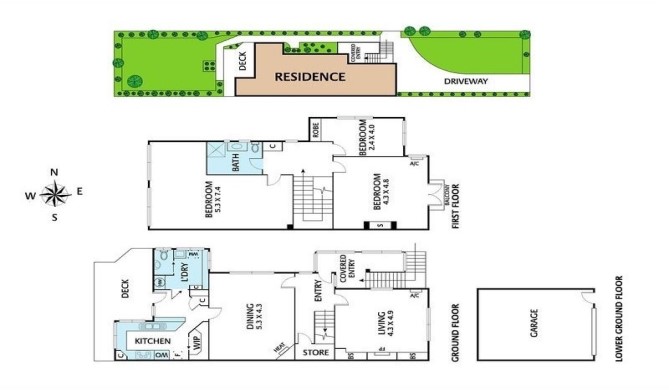 DECK
RESIDENCE
COVERED
ENTRY
DRIVEWAY
N
W
E
S
BEDROOM
5.3 X 7.4
BATH
C
ROBE
BEDROOM
2.4 X 4.0
BEDROOM
4.3 X 4.8
A/C
S
BALCONY
FIRST FLOOR
DECK
L'DRY
C
KITCHEN
C
F
WIP
DINING
5.3 X 4.3
HEAT
ENTRY
STORE
COVERED
ENTRY
LIVING
4.3 X 4.9
A/C
BS
BS
GROUND FLOOR
GARAGE
LOWER GROUND FLOOR